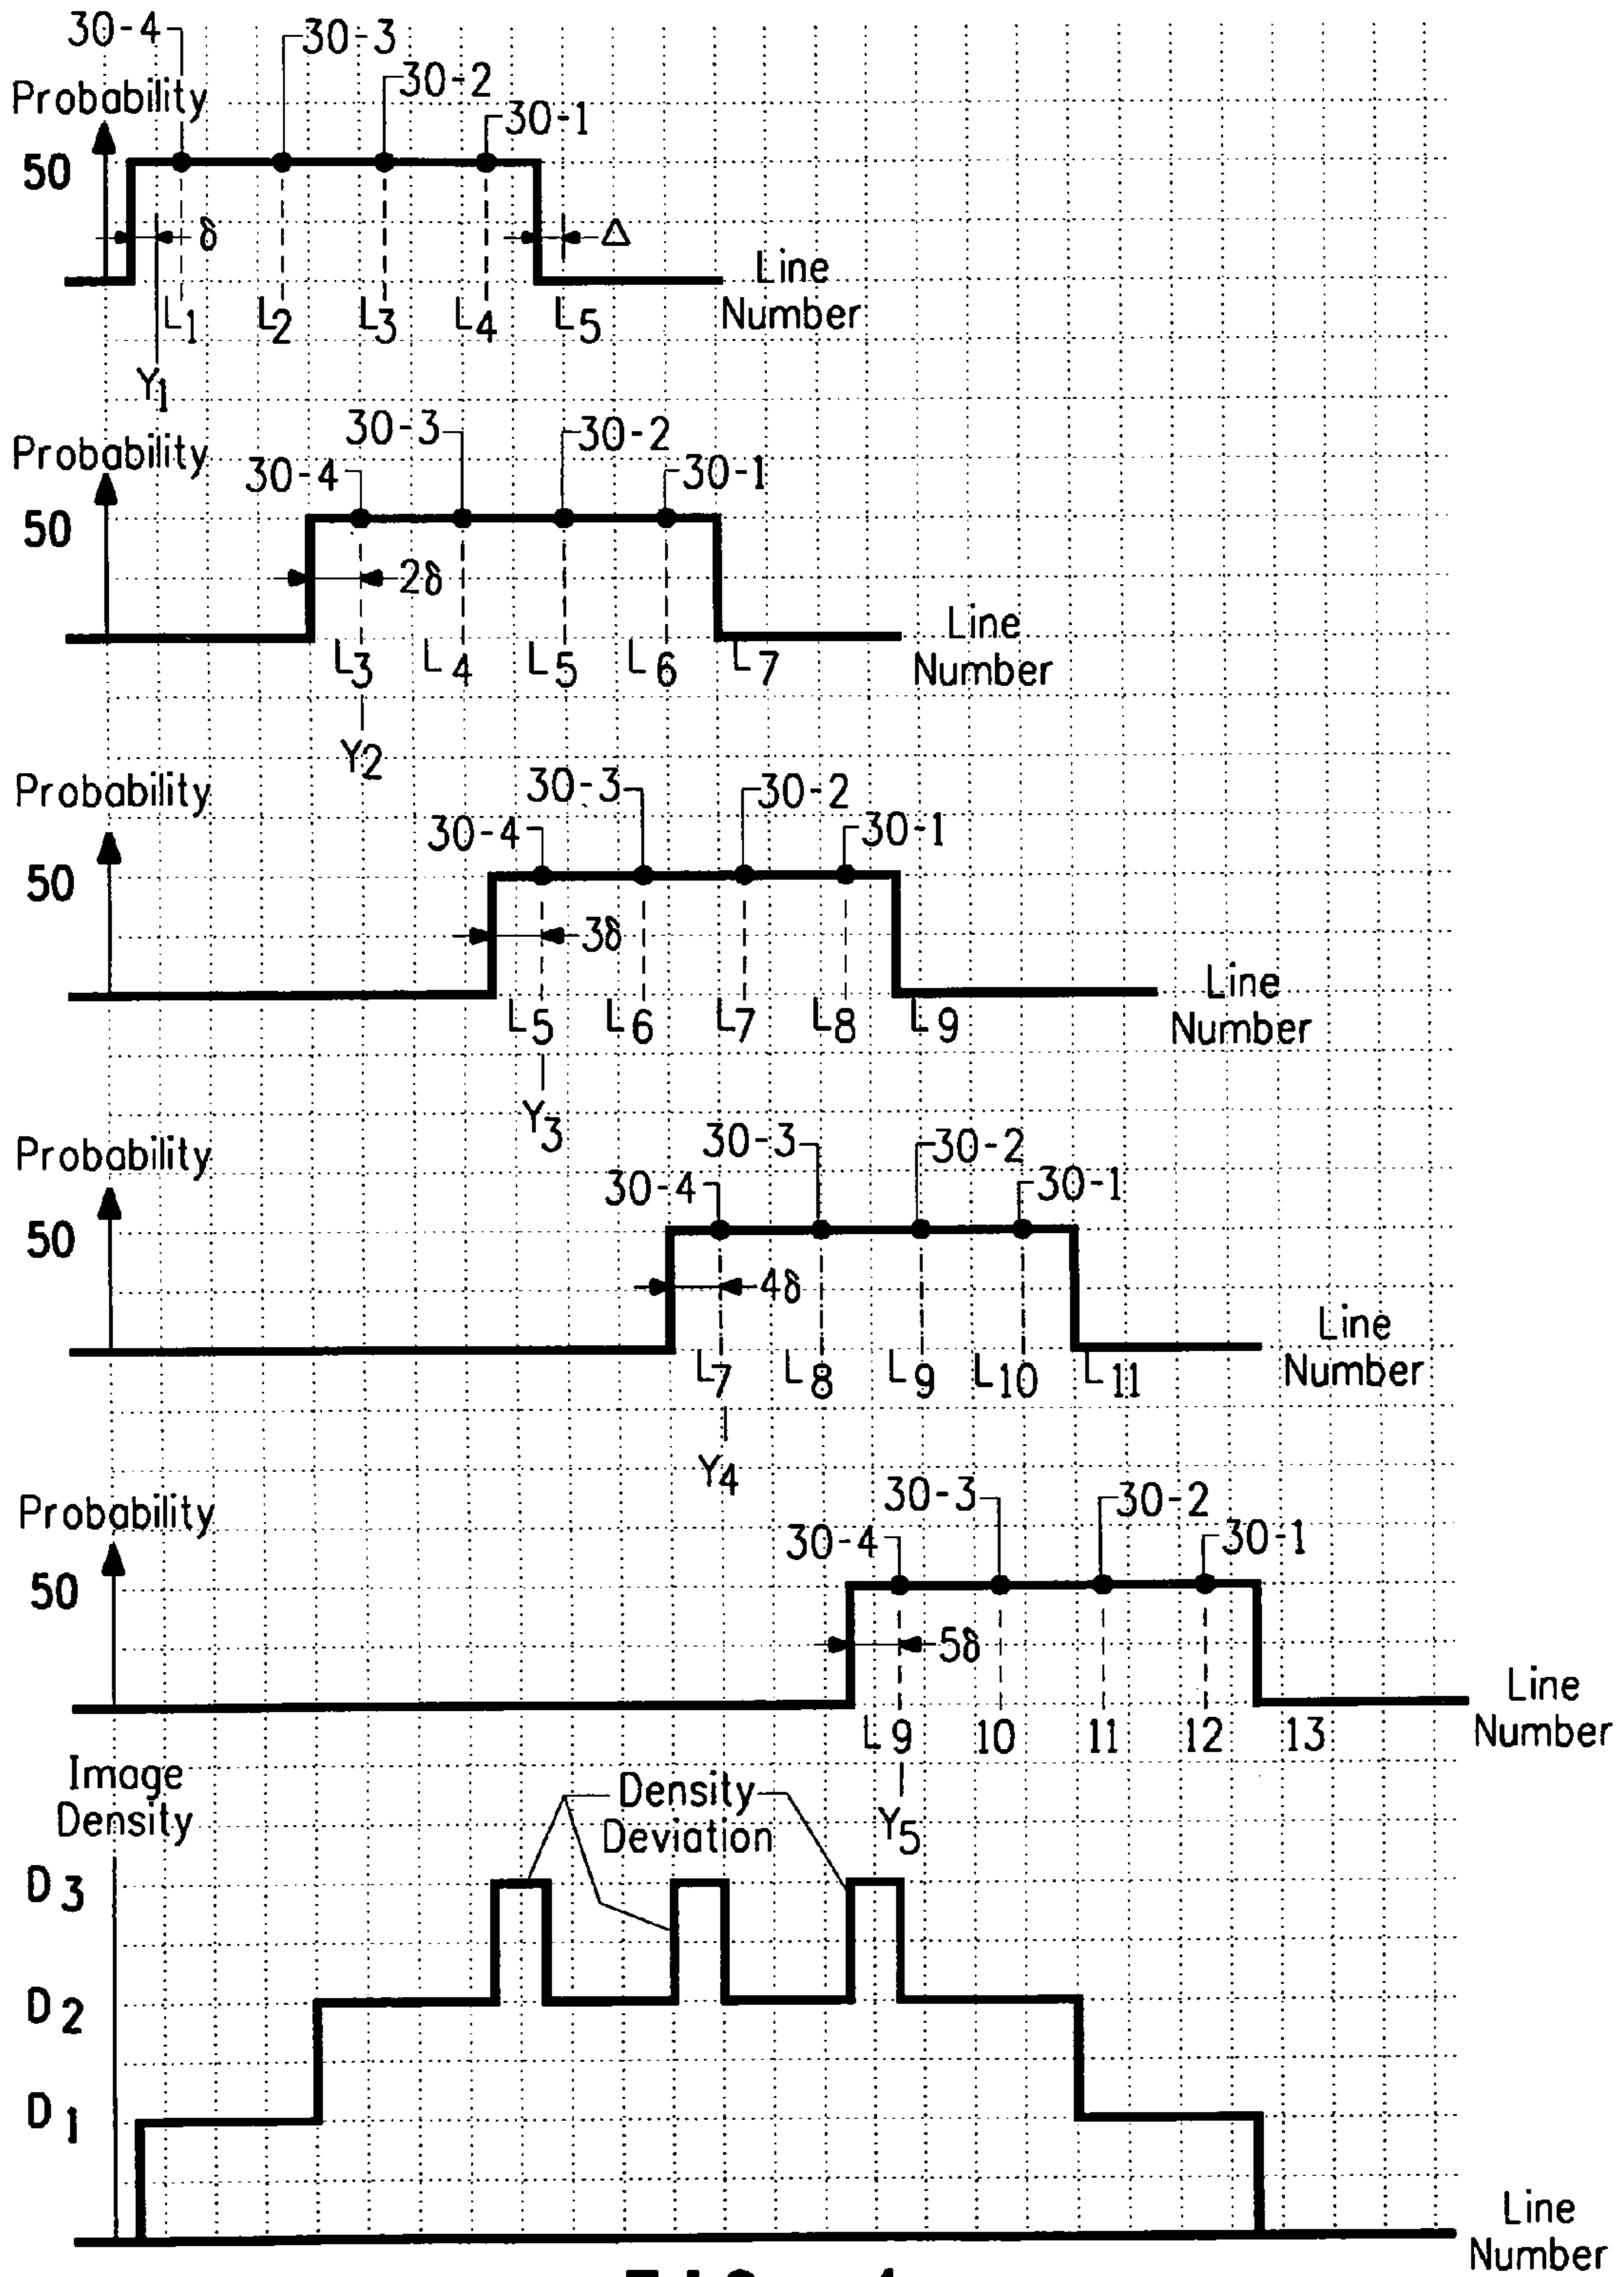 30-4
30-3
30-2
30-1
Probability
50
δ
Δ
Line
Number
L1 L2 L3 L4 L5
Y1
30-3
30-2
30-4
30-1
Probability
50
2δ
Line
Number
L3 L4 L5 L6 L7
Y2
30-3
30-2
Probability
30-4
30-1
50
3δ
Line
Number
L5 L6 L7 L8 L9
Y3
30-3
30-2
Probability
30-4
30-1
50
4δ
Line
Number
L7 L8 L9 L10 L11
Y4
30-3
30-2
Probability
30-4
30-1
50
5δ
Line
Number
L9 10 11 12 13
Y5
Image
Density
Density
Deviation
D3
D2
D1
Line
Number